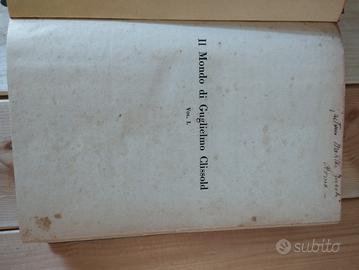 Il Mondo di Guglielmo Clissold
Vol. I.
subito